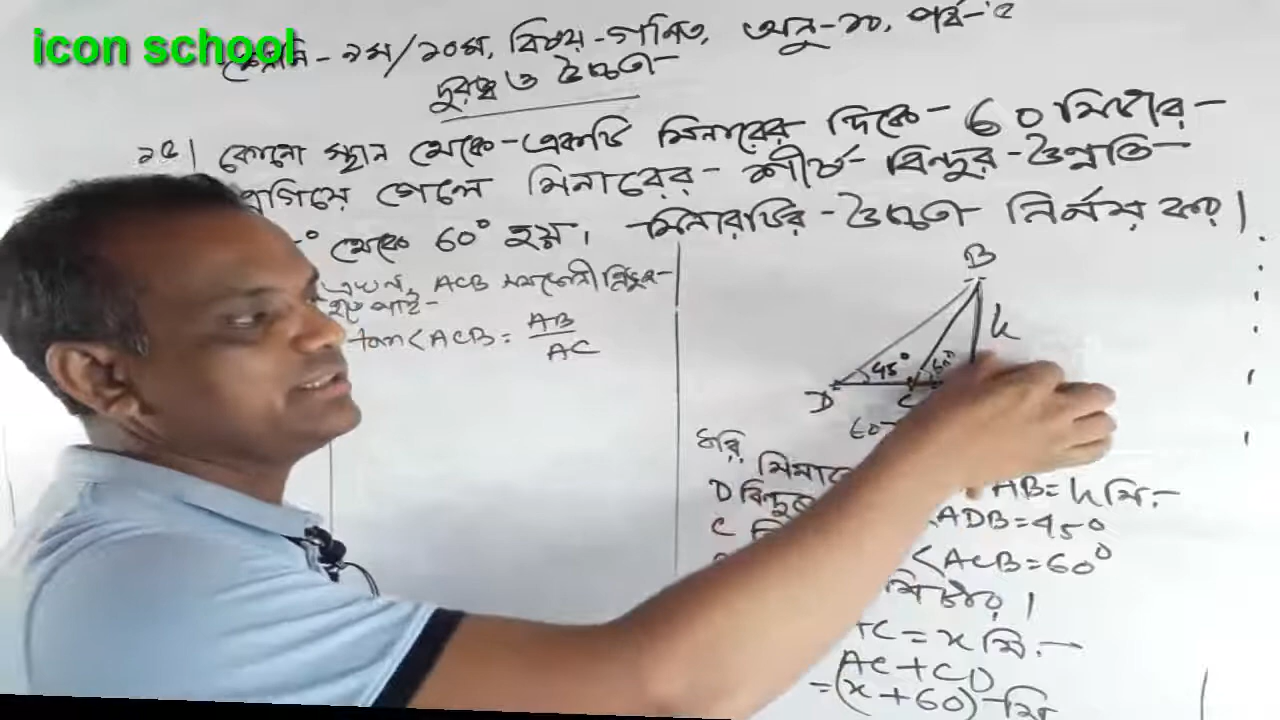 icon school
শ্রেণি - ৯ম/১০ম, বিষয় - গণিত, অনু - ১০, পর্ব - ৫
দূরত্ব ও উচ্চতা
১৫। কোনো স্থান থেকে একটি মিনারের দিকে 60 মিটার
এগিয়ে গেলে মিনারের শীর্ষ বিন্দুর উন্নতি
° থেকে 60° হয়। মিনারটির উচ্চতা নির্ণয় কর।
এখন, ACB সমকোণী ত্রিভুজ
হতে পাই-
tan<ACB = AB/AC
B
h
45° 60°
D C
60
ধরি,
মিনারের AB = h মি.
D বিন্দুতে <ADB = 45°
C <ACB = 60°
মিটার।
AC = x মি.
AC + CD
= (x + 60) মি